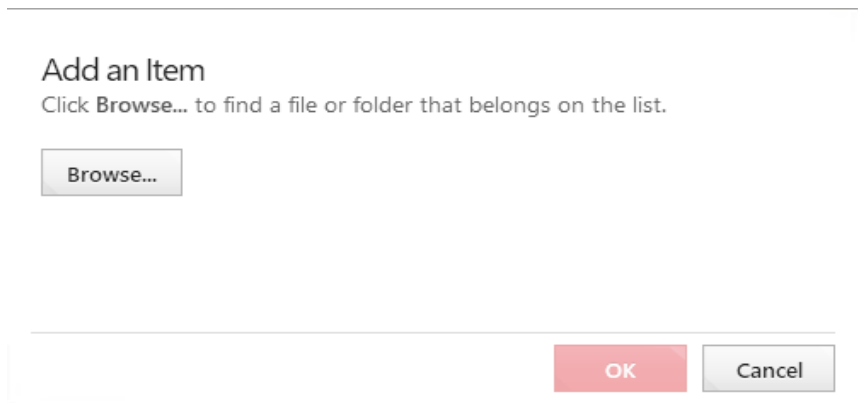 Add an Item
Click Browse... to find a file or folder that belongs on the list.
Browse...
OK
Cancel